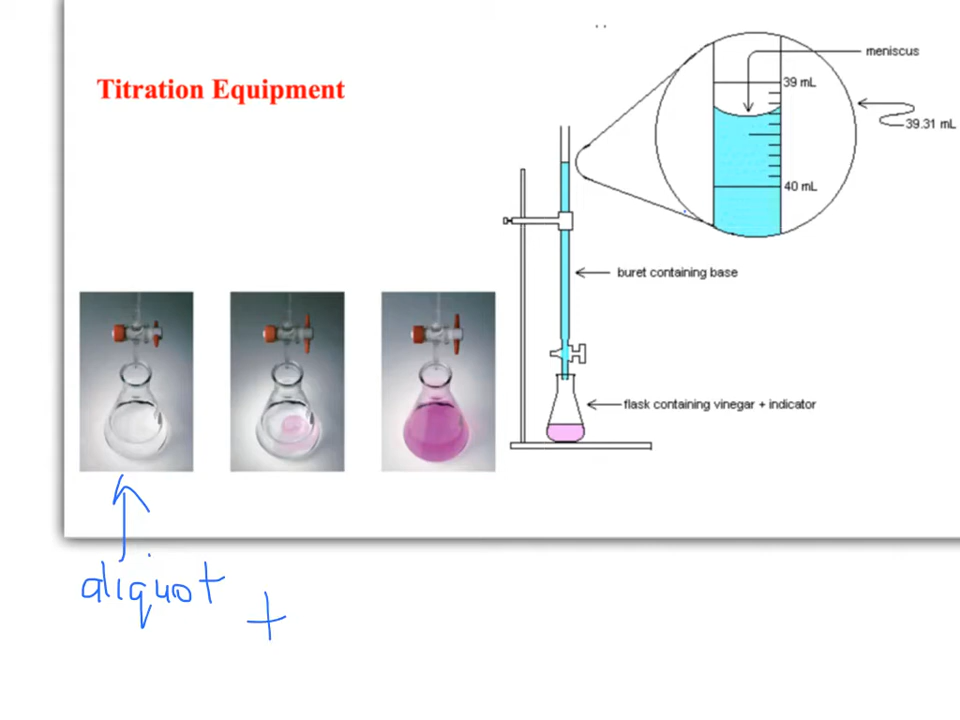 Titration Equipment
meniscus
39 mL
39.31 mL
40 mL
buret containing base
flask containing vinegar + indicator
aliquot +